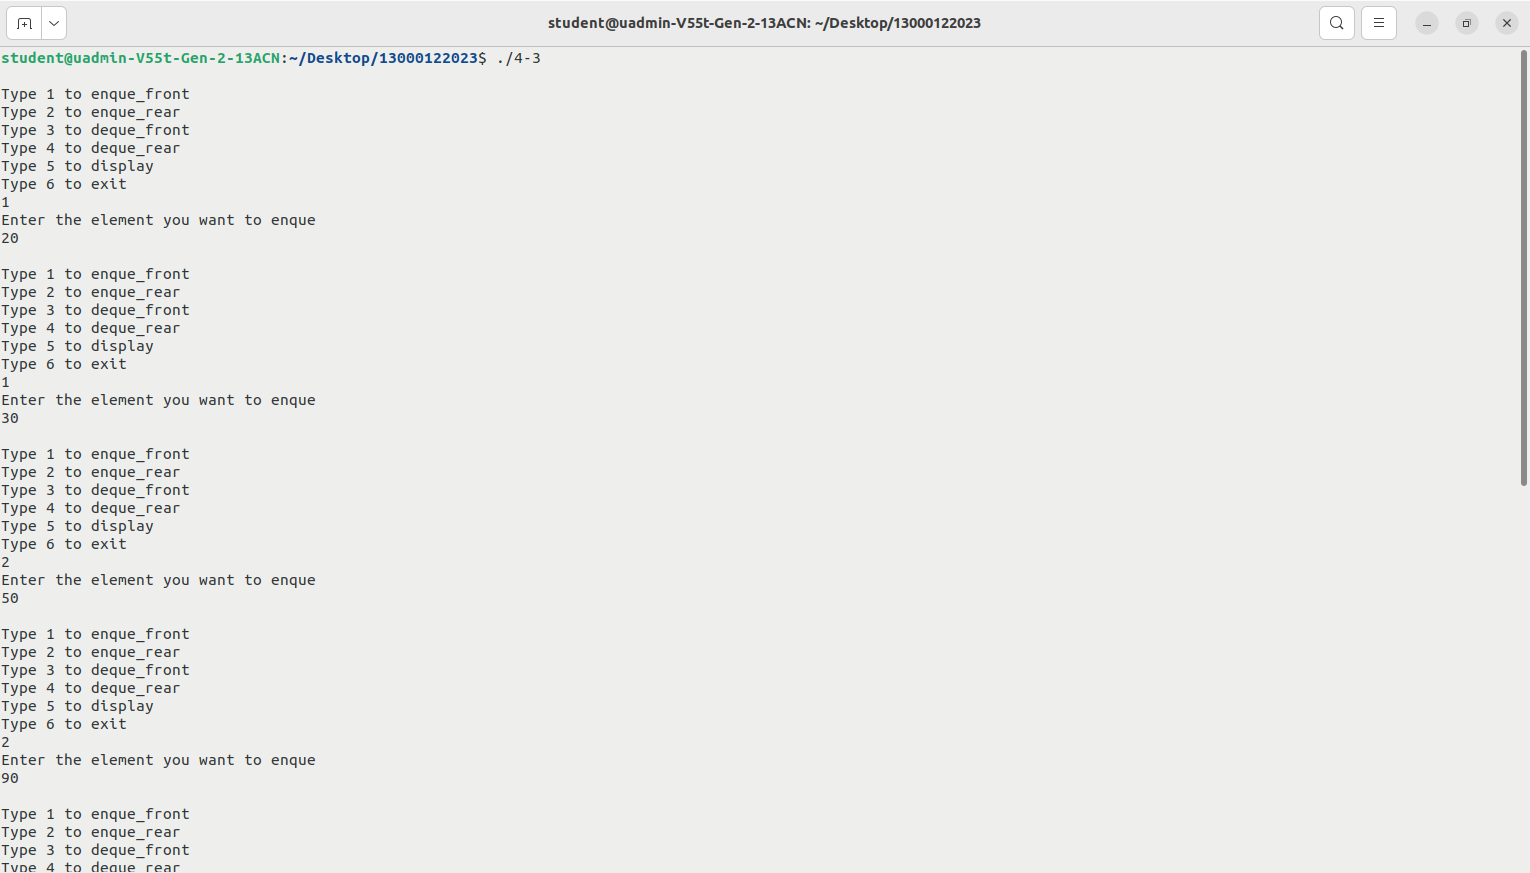 student@uadmin-V55t-Gen-2-13ACN: ~/Desktop/13000122023
student@uadmin-V55t-Gen-2-13ACN:~/Desktop/13000122023$ ./4-3
Type 1 to enque_front
Type 2 to enque_rear
Type 3 to deque_front
Type 4 to deque_rear
Type 5 to display
Type 6 to exit
1
Enter the element you want to enque
20
Type 1 to enque_front
Type 2 to enque_rear
Type 3 to deque_front
Type 4 to deque_rear
Type 5 to display
Type 6 to exit
1
Enter the element you want to enque
30
Type 1 to enque_front
Type 2 to enque_rear
Type 3 to deque_front
Type 4 to deque_rear
Type 5 to display
Type 6 to exit
2
Enter the element you want to enque
50
Type 1 to enque_front
Type 2 to enque_rear
Type 3 to deque_front
Type 4 to deque_rear
Type 5 to display
Type 6 to exit
2
Enter the element you want to enque
90
Type 1 to enque_front
Type 2 to enque_rear
Type 3 to deque_front
Type 4 to deque_rear